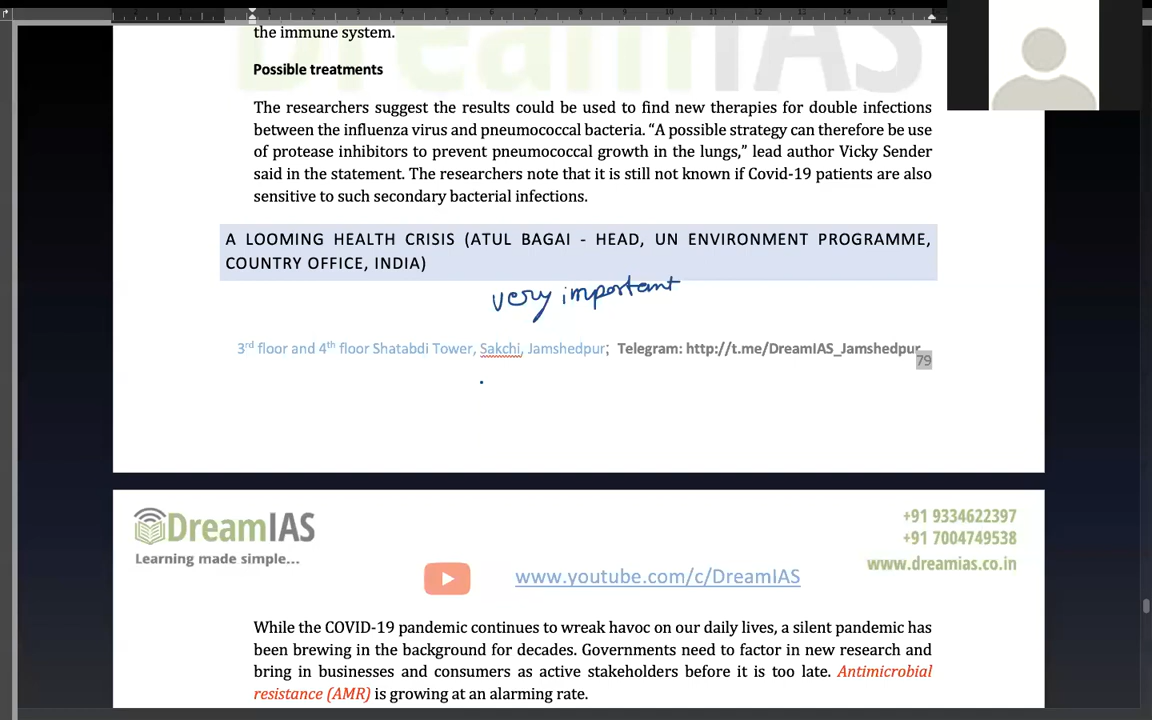 the immune system.
DreamIAS
Possible treatments
The researchers suggest the results could be used to find new therapies for double infections
between the influenza virus and pneumococcal bacteria. “A possible strategy can therefore be use
of protease inhibitors to prevent pneumococcal growth in the lungs,” lead author Vicky Sender
said in the statement. The researchers note that it is still not known if Covid-19 patients are also
sensitive to such secondary bacterial infections.
A LOOMING HEALTH CRISIS (ATUL BAGAI - HEAD, UN ENVIRONMENT PROGRAMME,
COUNTRY OFFICE, INDIA)
very important
3rd floor and 4th floor Shatabdi Tower, Sakchi, Jamshedpur; Telegram: http://t.me/DreamIAS_Jamshedpur
79
DreamIAS
Learning made simple...
+91 9334622397
+91 7004749538
www.dreamias.co.in
www.youtube.com/c/DreamIAS
While the COVID-19 pandemic continues to wreak havoc on our daily lives, a silent pandemic has
been brewing in the background for decades. Governments need to factor in new research and
bring in businesses and consumers as active stakeholders before it is too late. Antimicrobial
resistance (AMR) is growing at an alarming rate.